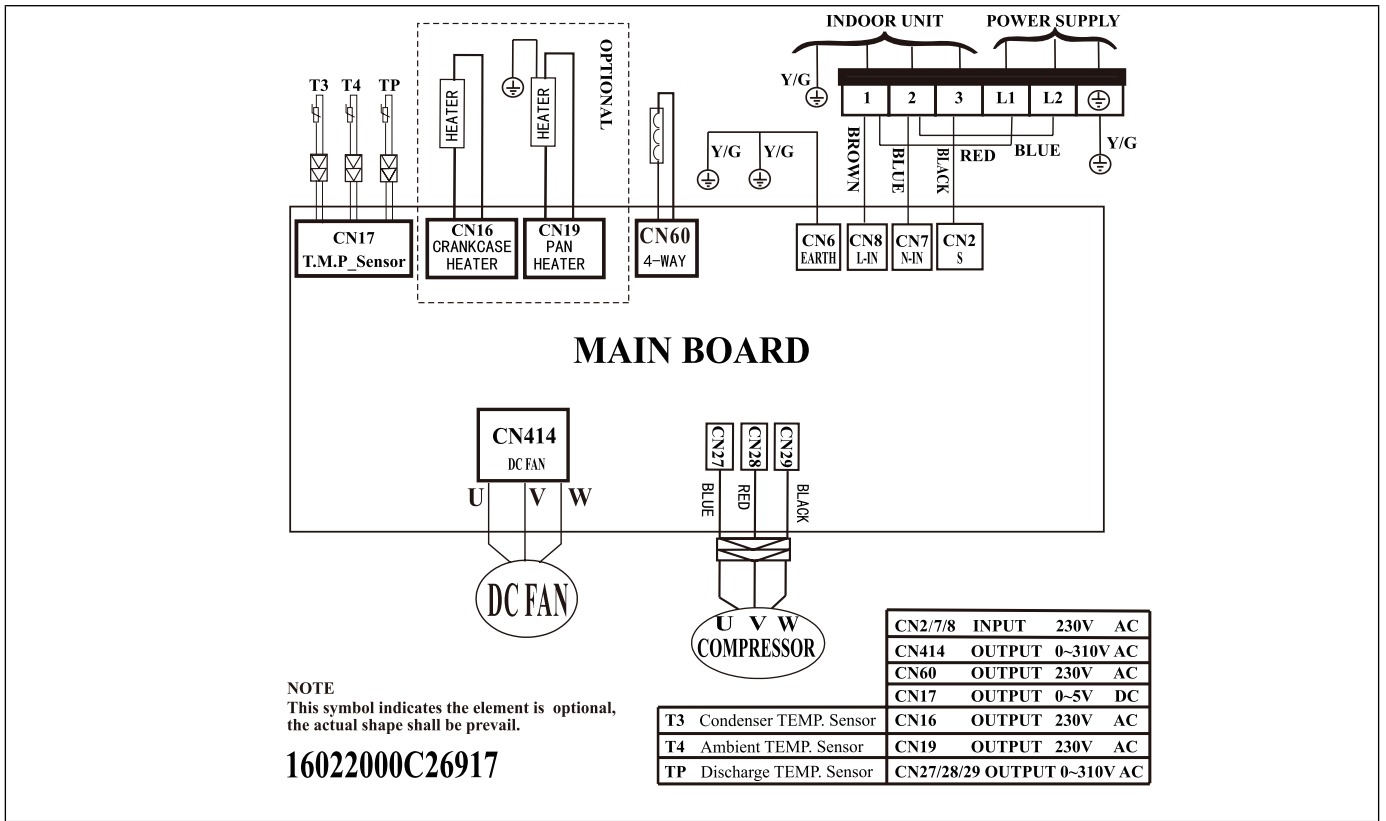 INDOOR UNIT
POWER SUPPLY
T3
T4
TP
HEATER
HEATER
OPTIONAL
Y/G
1
2
3
L1
L2
Y/G
Y/G
Y/G
BROWN
BLUE
BLACK
RED
BLUE
CN17
T.M.P_Sensor
CN16
CRANKCASE
HEATER
CN19
PAN
HEATER
CN60
4-WAY
CN6
EARTH
CN8
L-IN
CN7
N-IN
CN2
S
MAIN BOARD
CN414
DC FAN
U
V
W
DC FAN
CN27
CN28
CN29
BLUE
RED
BLACK
U V W
COMPRESSOR
CN2/7/8 INPUT 230V AC
CN414 OUTPUT 0~310V AC
CN60 OUTPUT 230V AC
CN17 OUTPUT 0~5V DC
T3 Condenser TEMP. Sensor CN16 OUTPUT 230V AC
T4 Ambient TEMP. Sensor CN19 OUTPUT 230V AC
TP Discharge TEMP. Sensor CN27/28/29 OUTPUT 0~310V AC
NOTE
This symbol indicates the element is optional,
the actual shape shall be prevail.
16022000C26917